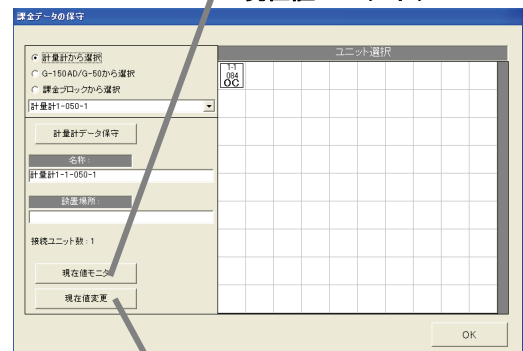 課金データの保守
計量計から選択
G-150AD/G-50から選択
課金ブロックから選択
計量計1-050-1
計量計データ保守
名称:
計量計1-1-050-1
設置場所:
接続ユニット数:1
現在値モニタ
現在値変更
ユニット選択
1-1
084
OC
OK